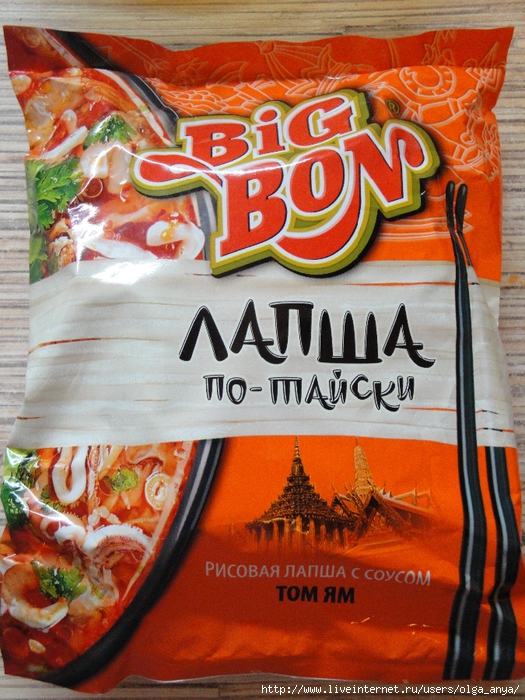 BiG
BON
®
ЛАПША
ПО-ТАЙСКИ
РИСОВАЯ ЛАПША С СОУСОМ
ТОМ ЯМ
http://www.liveinternet.ru/users/olga_anya/